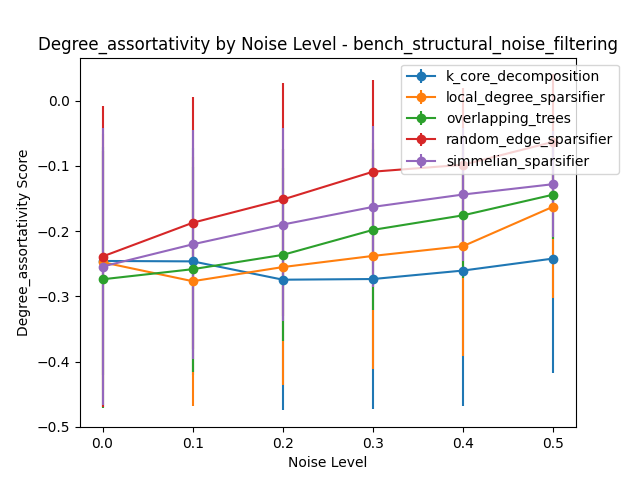 Degree_assortativity by Noise Level - bench_structural_noise_filtering
k_core_decomposition
local_degree_sparsifier
overlapping_trees
random_edge_sparsifier
simmelian_sparsifier
Degree_assortativity Score
0.0
−0.1
−0.2
−0.3
−0.4
−0.5
0.0 0.1 0.2 0.3 0.4 0.5
Noise Level